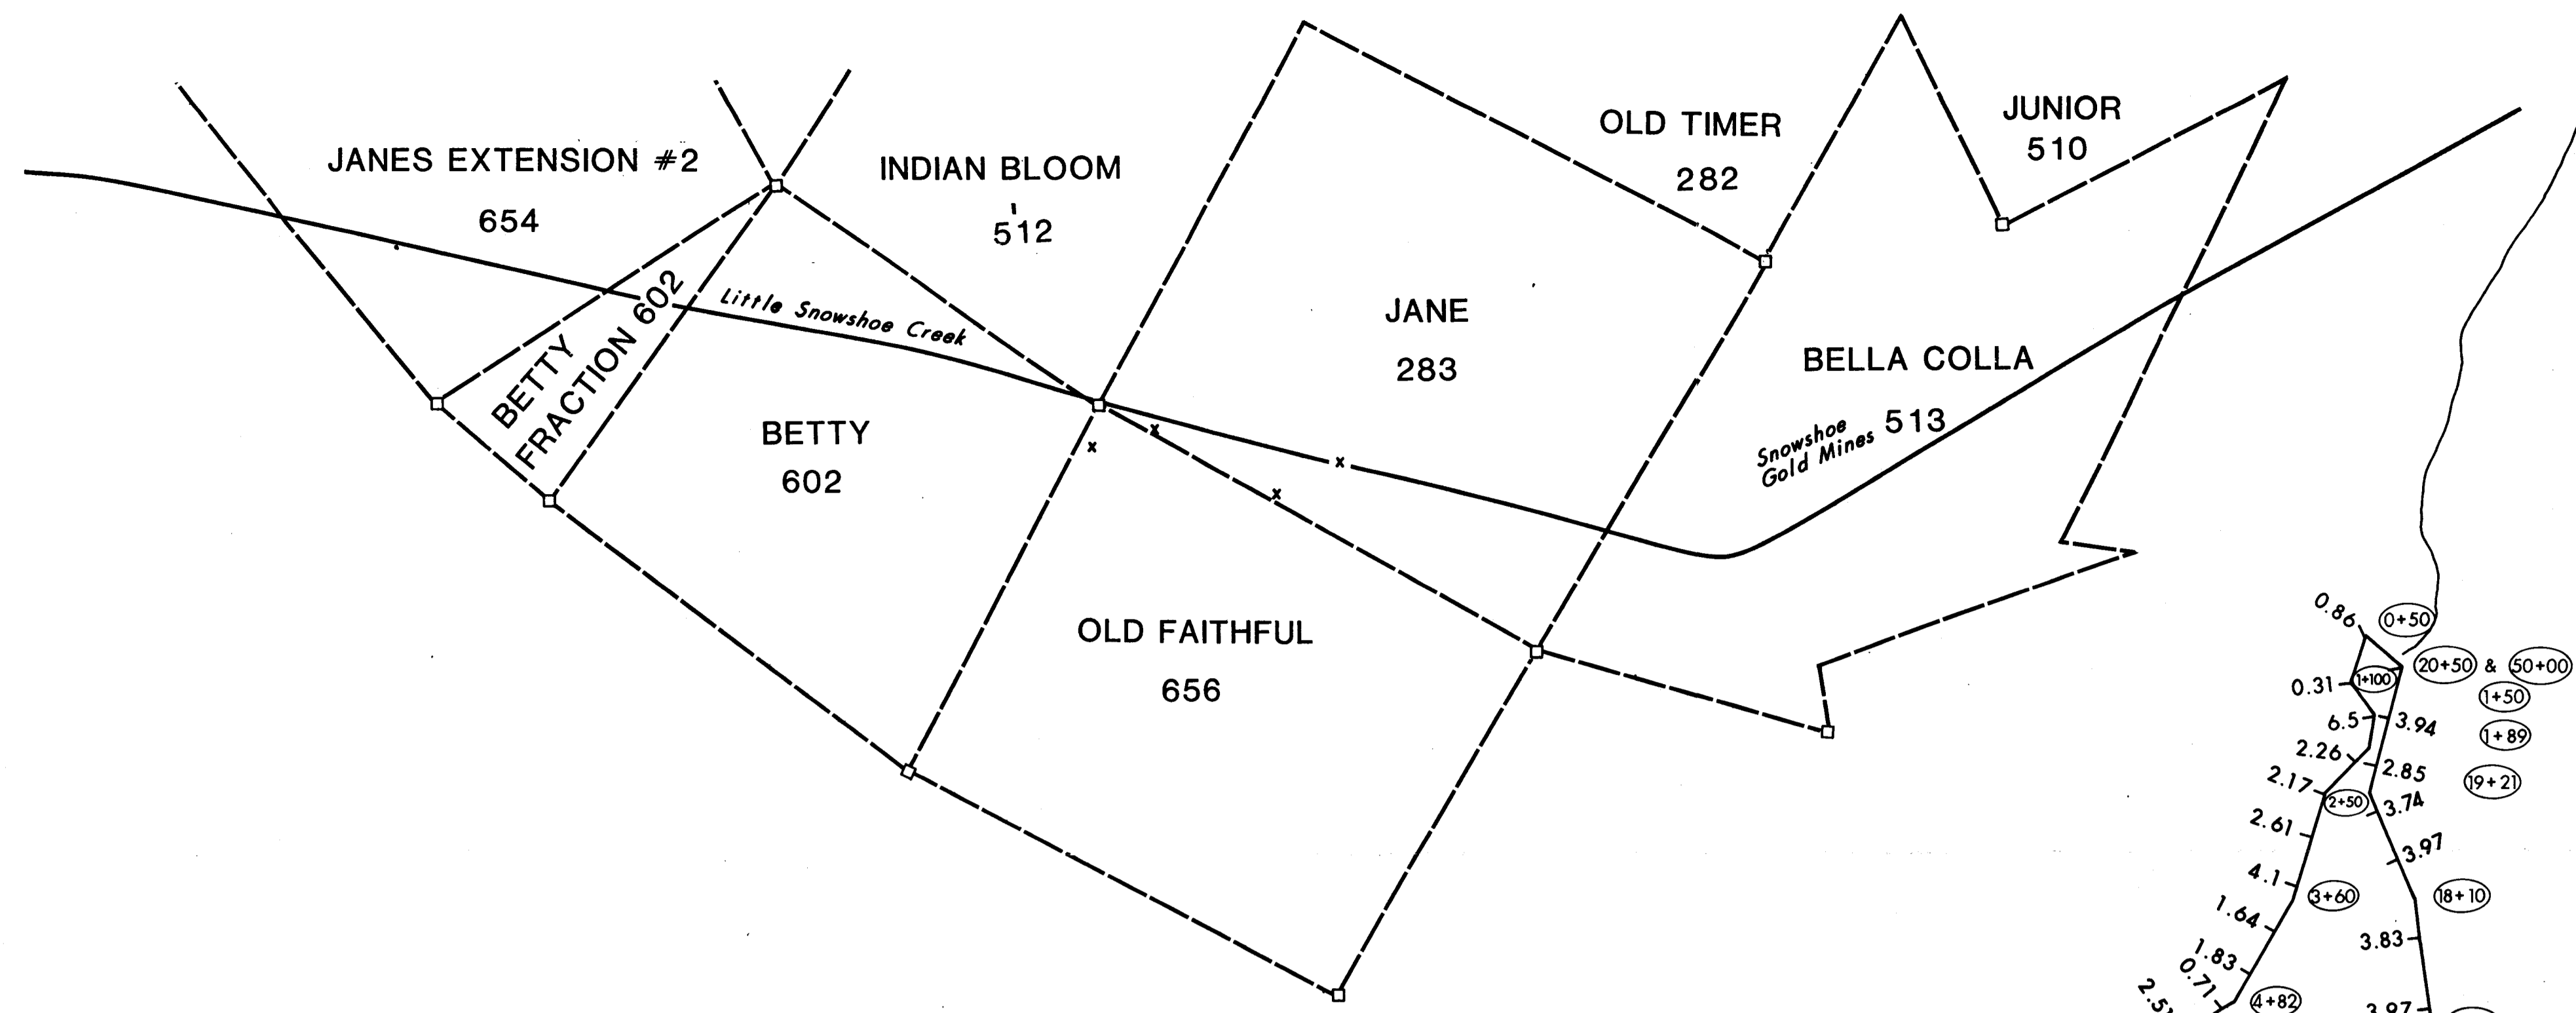 JANES EXTENSION #2
654
INDIAN BLOOM
512
OLD TIMER
282
JUNIOR
510
BETTY
FRACTION 602
Little Snowshoe Creek
JANE
283
BELLA COLLA
513
Snowshoe
Gold Mines
BETTY
602
OLD FAITHFUL
656
0.86
0+50
20+50 & 50+00
0.31
1+100
1+50
6.5
3.94
1+89
2.26
2.85
19+21
2.17
2+50
3.74
2.61
3.97
4.1
3+60
18+10
1.64
3.83
1.83
0.71
4+82
3.97